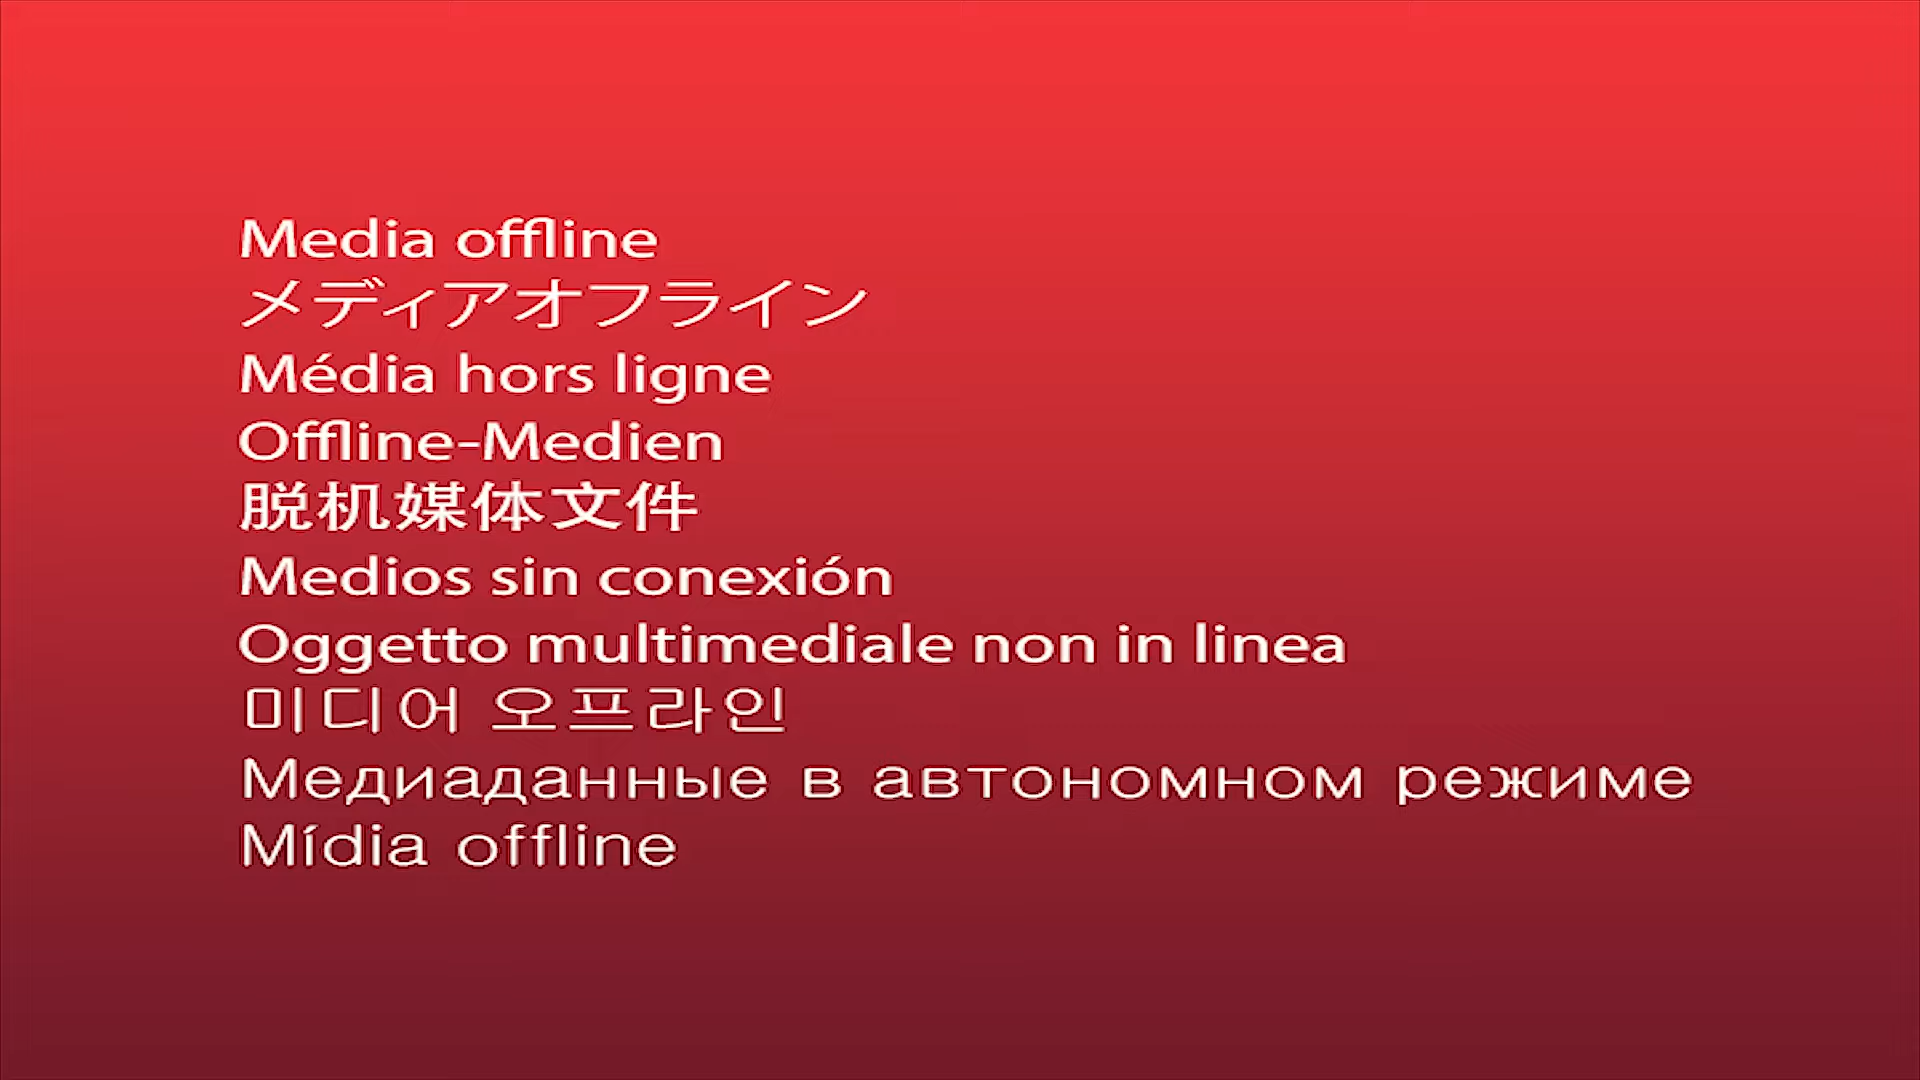 Media offline
メディアオフライン
Média hors ligne
Offline-Medien
脱机媒体文件
Medios sin conexión
Oggetto multimediale non in linea
미디어 오프라인
Медиаданные в автономном режиме
Mídia offline